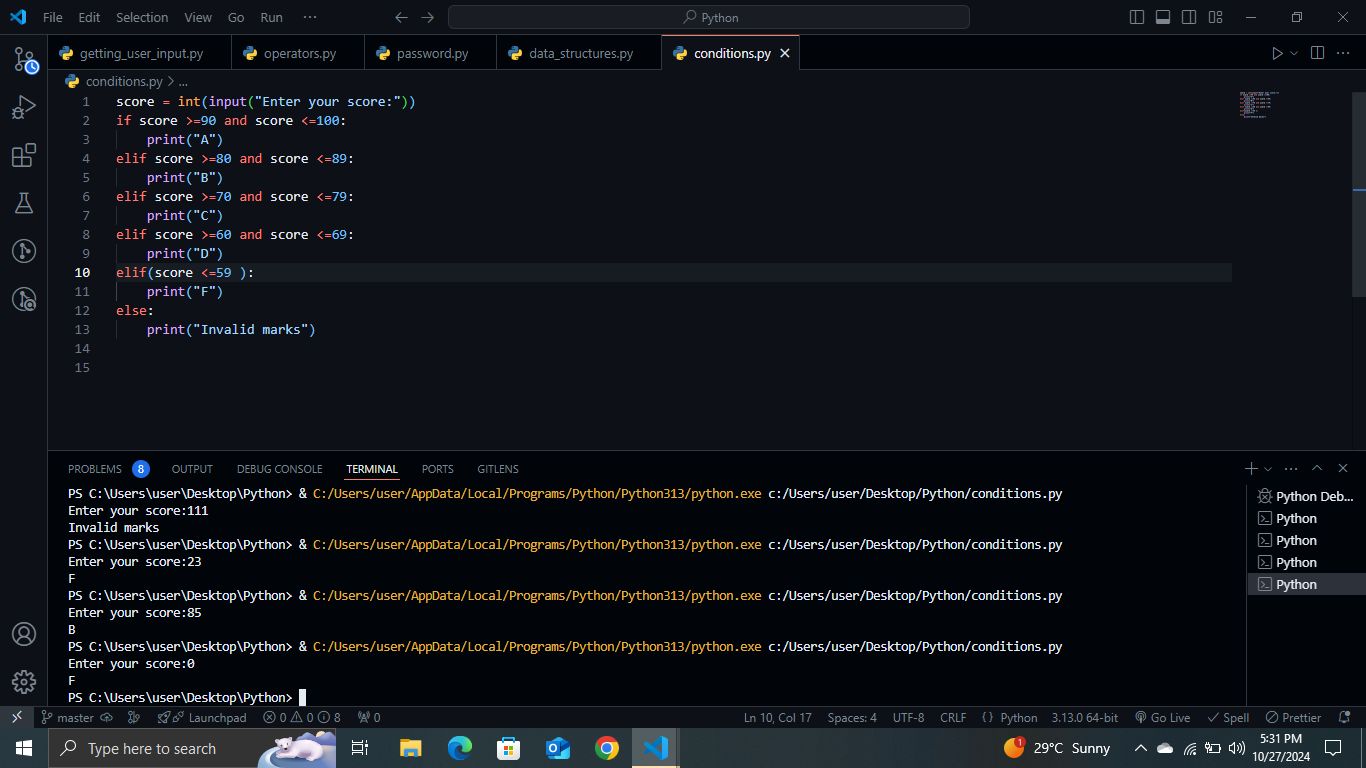 File Edit Selection View Go Run ··· Python
getting_user_input.py operators.py password.py data_structures.py conditions.py
conditions.py > ...
1 score = int(input("Enter your score:"))
2 if score >=90 and score <=100:
3     print("A")
4 elif score >=80 and score <=89:
5     print("B")
6 elif score >=70 and score <=79:
7     print("C")
8 elif score >=60 and score <=69:
9     print("D")
10 elif(score <=59 ):
11     print("F")
12 else:
13     print("Invalid marks")
14
15
PROBLEMS 8 OUTPUT DEBUG CONSOLE TERMINAL PORTS GITLENS
PS C:\Users\user\Desktop\Python> & C:/Users/user/AppData/Local/Programs/Python/Python313/python.exe c:/Users/user/Desktop/Python/conditions.py
Enter your score:111
Invalid marks
PS C:\Users\user\Desktop\Python> & C:/Users/user/AppData/Local/Programs/Python/Python313/python.exe c:/Users/user/Desktop/Python/conditions.py
Enter your score:23
F
PS C:\Users\user\Desktop\Python> & C:/Users/user/AppData/Local/Programs/Python/Python313/python.exe c:/Users/user/Desktop/Python/conditions.py
Enter your score:85
B
PS C:\Users\user\Desktop\Python> & C:/Users/user/AppData/Local/Programs/Python/Python313/python.exe c:/Users/user/Desktop/Python/conditions.py
Enter your score:0
F
PS C:\Users\user\Desktop\Python>
Python Deb...
Python
Python
Python
Python
master Launchpad 0 0 8 0 Ln 10, Col 17 Spaces: 4 UTF-8 CRLF { } Python 3.13.0 64-bit Go Live Spell Prettier
Type here to search 1 29°C Sunny 5:31 PM
10/27/2024